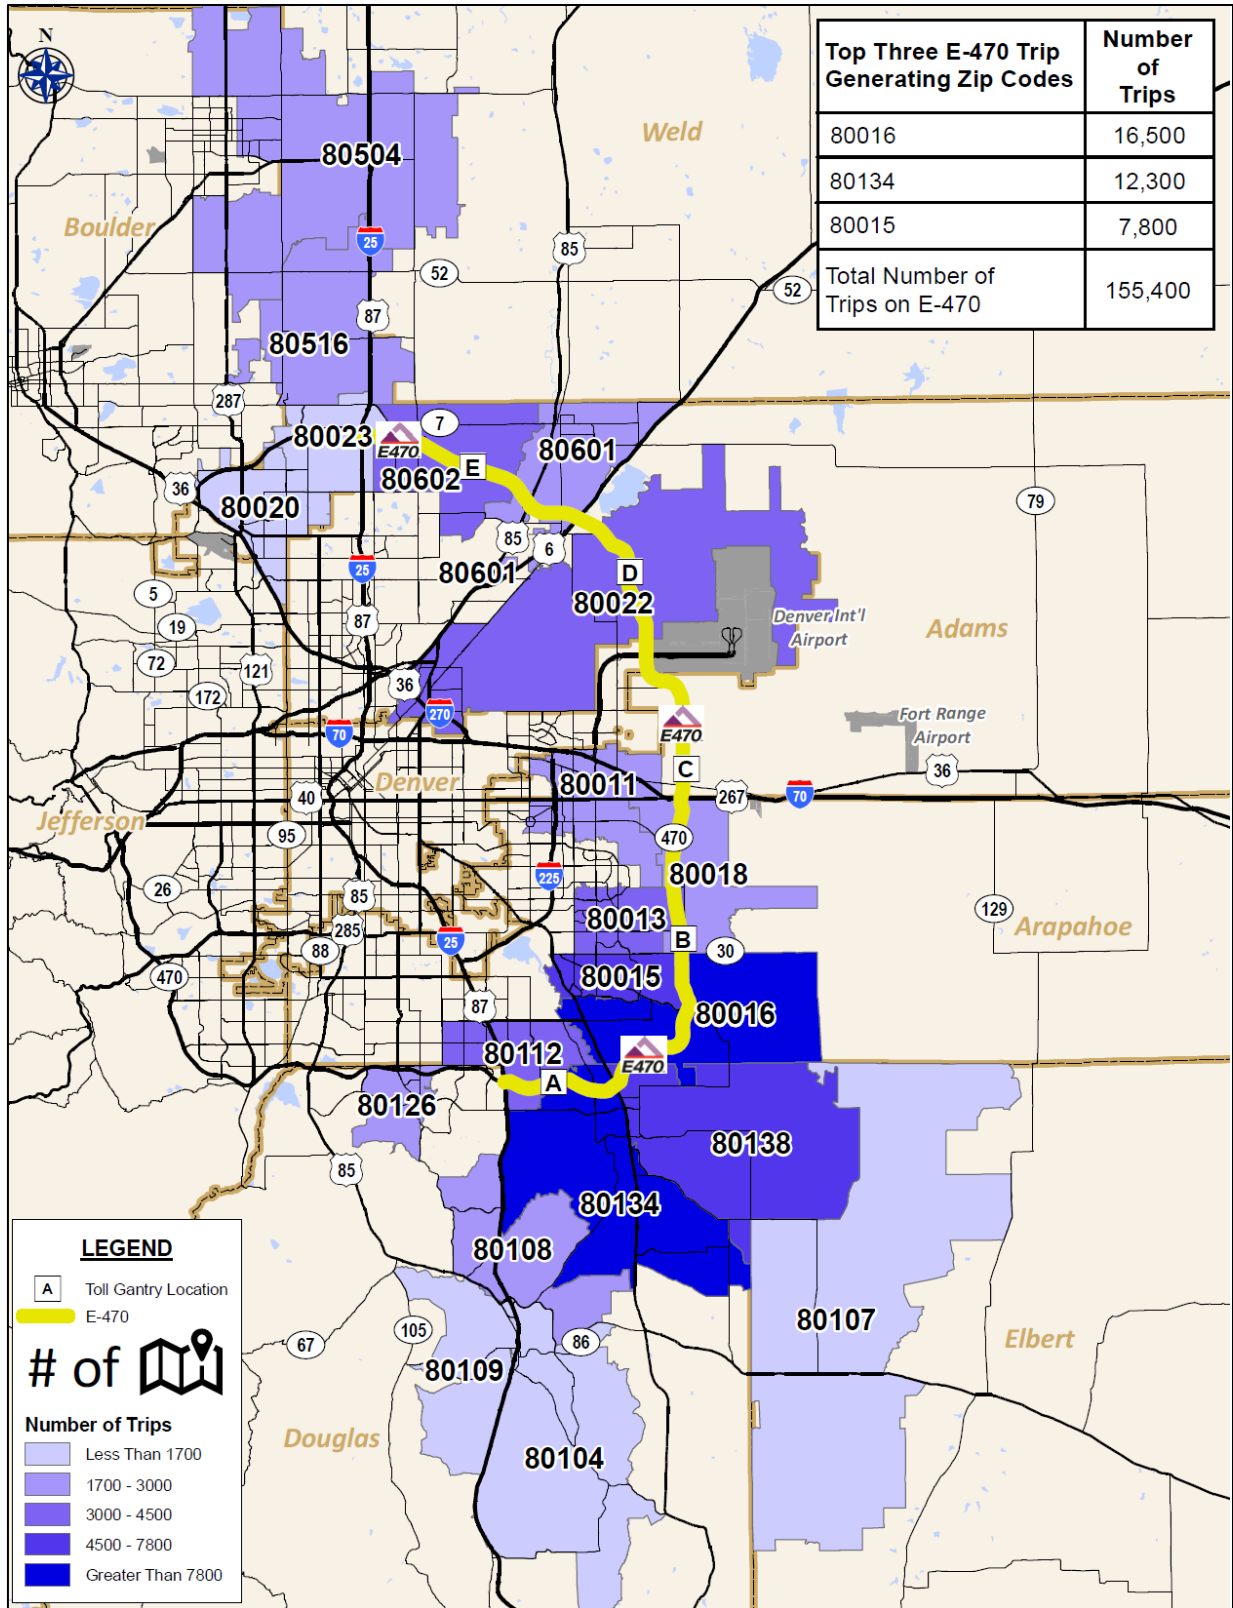 N
Top Three E-470 Trip
Generating Zip Codes
Number
of
Trips
80016
16,500
80134
12,300
80015
7,800
Total Number of
Trips on E-470
155,400
Weld
80504
Boulder
25
85
52
52
87
80516
287
7
80023
E470
80601
E
80602
36
80020
79
85
6
25
80601
D
5
80022
Denver Int'l
Airport
19
87
Adams
72
121
36
172
270
E470
Fort Range
Airport
70
C
36
Denver
80011
267
70
40
Jefferson
95
470
225
80018
26
85
129
80013
285
25
B
88
30
Arapahoe
470
80015
87
80016
80112
E470
A
80126
80138
85
80134
80108
80107
67
105
86
Elbert
80109
Douglas
80104
LEGEND
A
Toll Gantry Location
E-470
# of
Number of Trips
Less Than 1700
1700 - 3000
3000 - 4500
4500 - 7800
Greater Than 7800